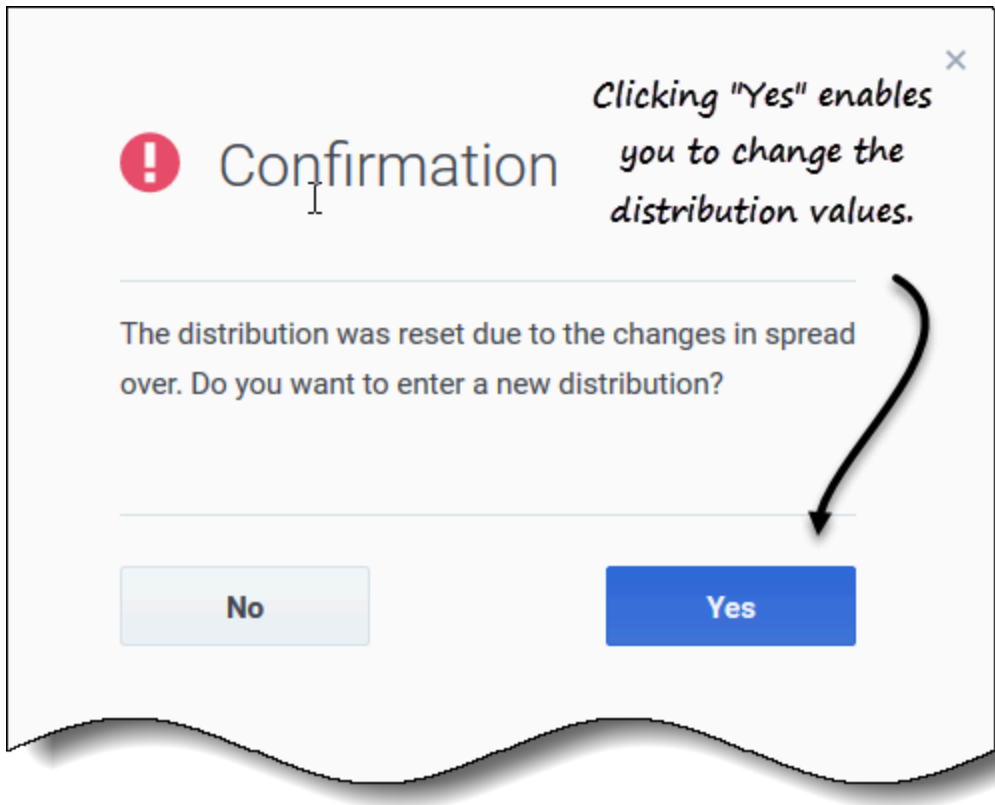 Clicking "Yes" enables
you to change the
distribution values.
Confirmation
The distribution was reset due to the changes in spread
over. Do you want to enter a new distribution?
No
Yes